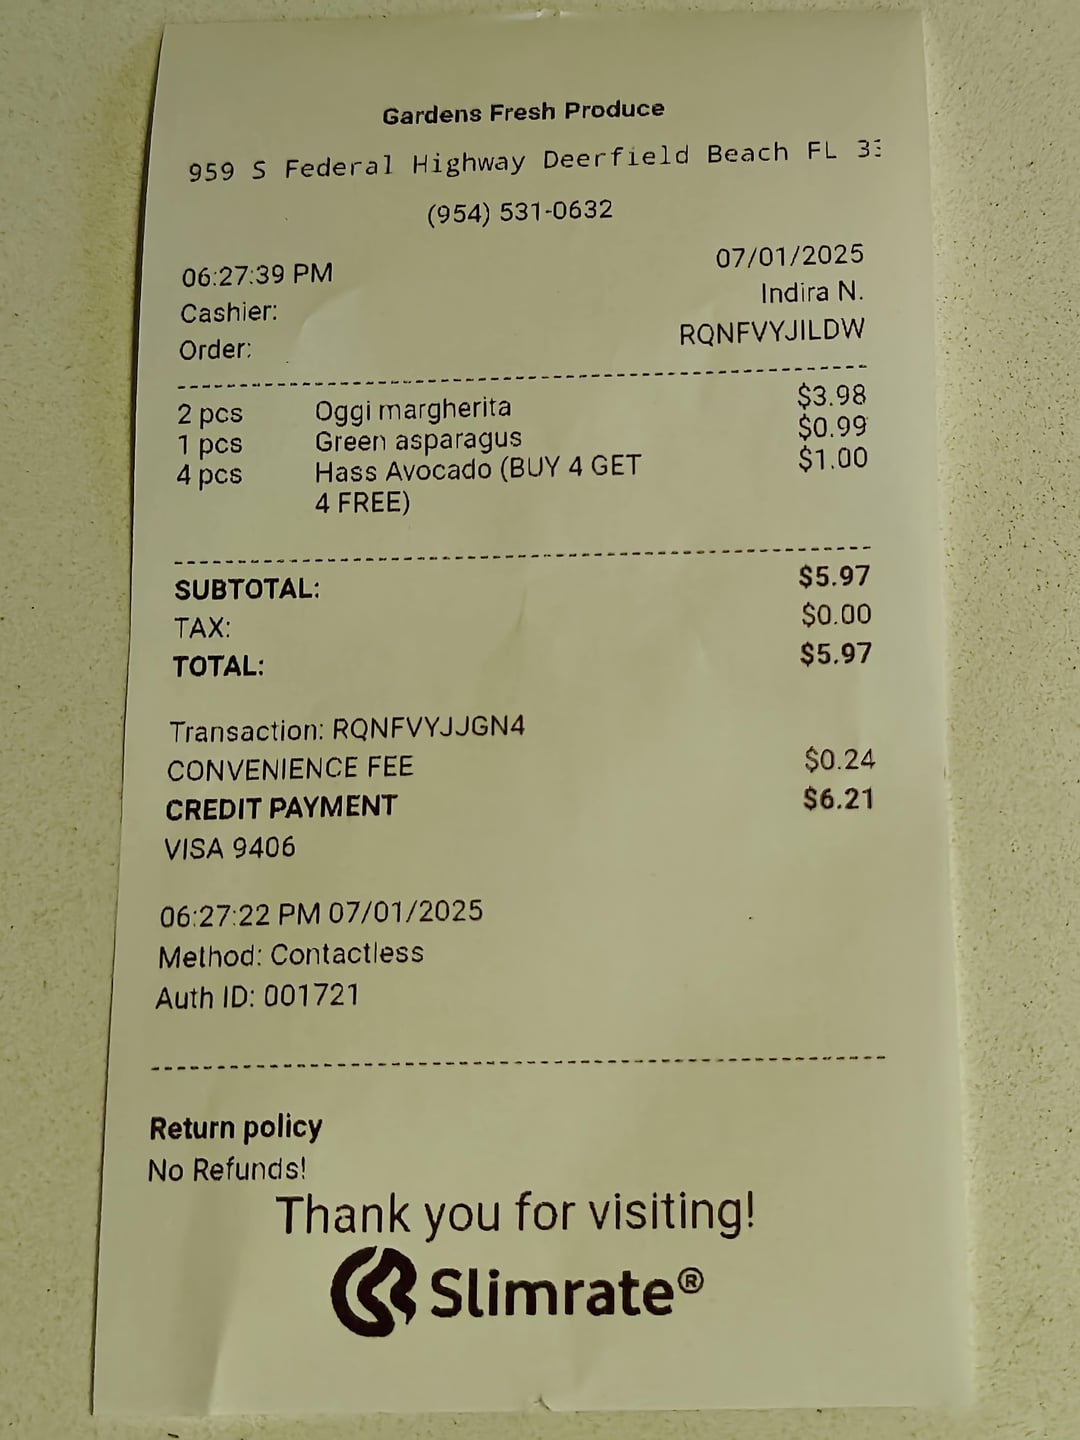 Gardens Fresh Produce
959 S Federal Highway Deerfield Beach FL
(954) 531-0632
06:27:39 PM 07/01/2025
Cashier: Indira N.
Order: RQNFVYJILDW
2 pcs Oggi margherita $3.98
1 pcs Green asparagus $0.99
4 pcs Hass Avocado (BUY 4 GET $1.00
4 FREE)
SUBTOTAL: $5.97
TAX: $0.00
TOTAL: $5.97
Transaction: RQNFVYJJGN4
CONVENIENCE FEE $0.24
CREDIT PAYMENT $6.21
VISA 9406
06:27:22 PM 07/01/2025
Method: Contactless
Auth ID: 001721
Return policy
No Refunds!
Thank you for visiting!
Slimrate®